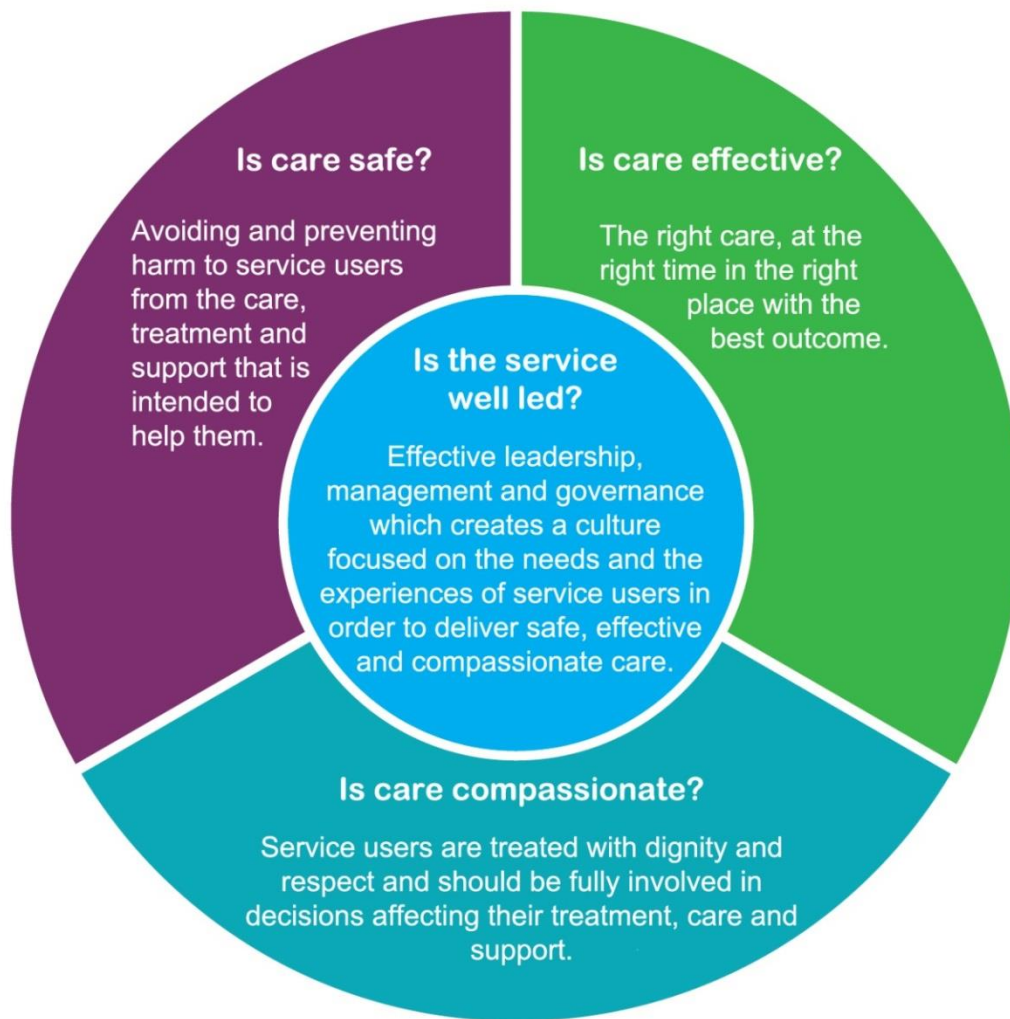 Is care safe?
Avoiding and preventing
harm to service users
from the care,
treatment and
support that is
intended to
help them.
Is care effective?
The right care, at the
right time in the right
place with the
best outcome.
Is the service
well led?
Effective leadership,
management and governance
which creates a culture
focused on the needs and the
experiences of service users in
order to deliver safe, effective
and compassionate care.
Is care compassionate?
Service users are treated with dignity and
respect and should be fully involved in
decisions affecting their treatment, care and
support.